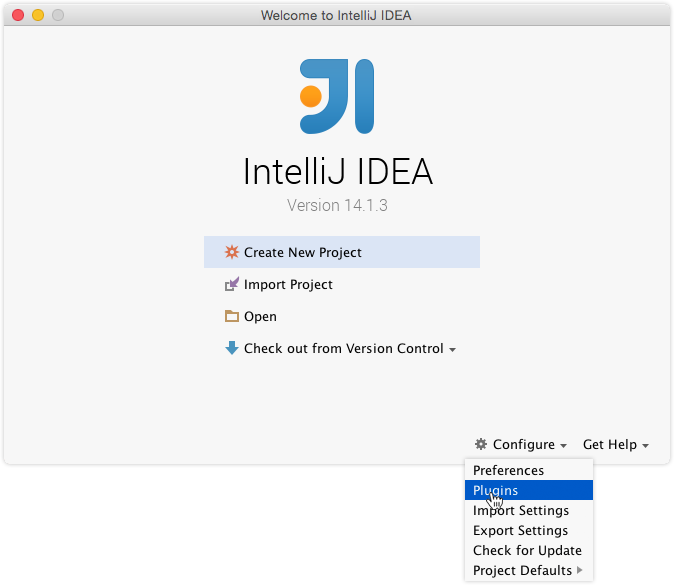 Welcome to IntelliJ IDEA
IntelliJ IDEA
Version 14.1.3
Create New Project
Import Project
Open
Check out from Version Control
Configure Get Help
Preferences
Plugins
Import Settings
Export Settings
Check for Update
Project Defaults